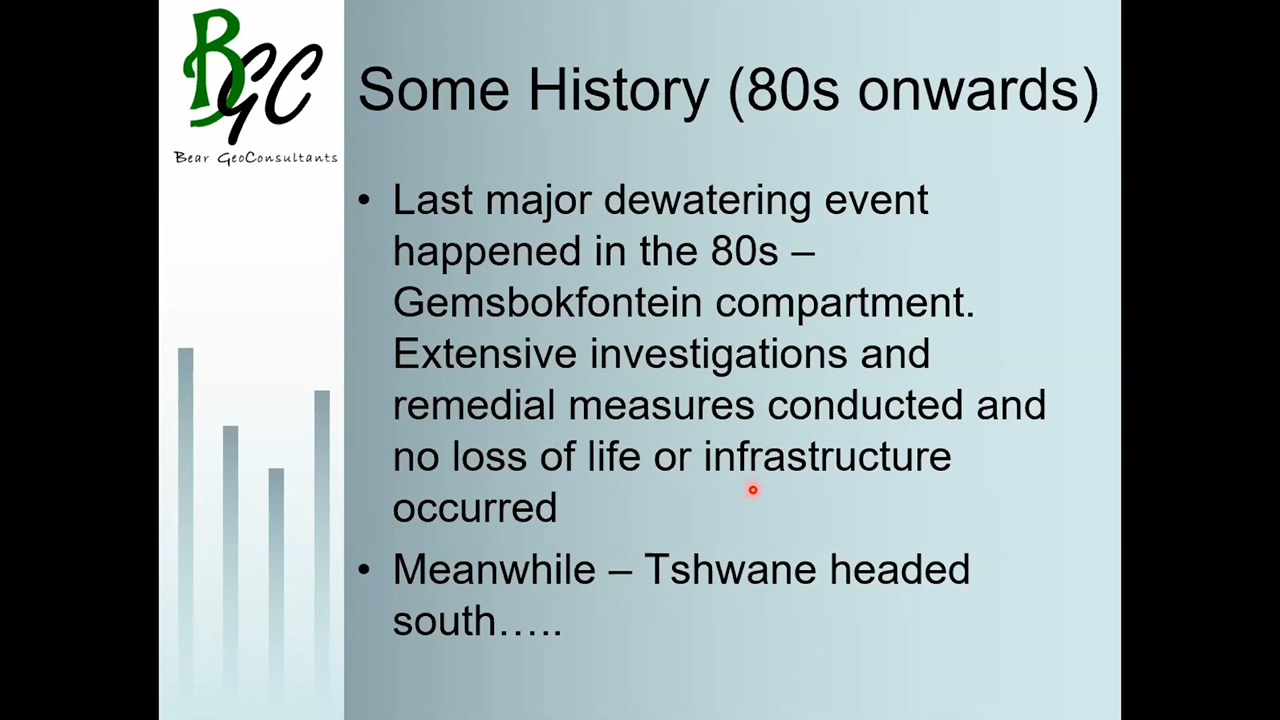 BGC
Bear GeoConsultants
Some History (80s onwards)
• Last major dewatering event
happened in the 80s –
Gemsbokfontein compartment.
Extensive investigations and
remedial measures conducted and
no loss of life or infrastructure
occurred
• Meanwhile – Tshwane headed
south…..